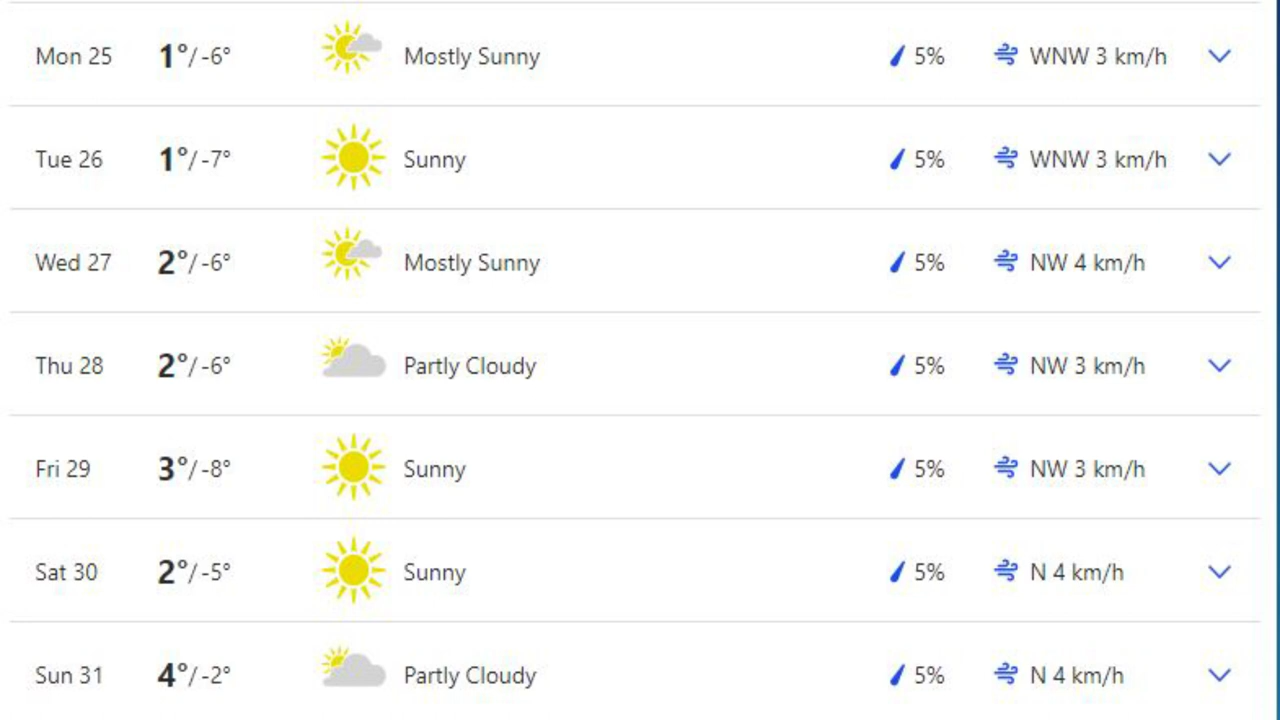 Mon 25 1°/ -6° Mostly Sunny 5% WNW 3 km/h
Tue 26 1°/ -7° Sunny 5% WNW 3 km/h
Wed 27 2°/ -6° Mostly Sunny 5% NW 4 km/h
Thu 28 2°/ -6° Partly Cloudy 5% NW 3 km/h
Fri 29 3°/ -8° Sunny 5% NW 3 km/h
Sat 30 2°/ -5° Sunny 5% N 4 km/h
Sun 31 4°/ -2° Partly Cloudy 5% N 4 km/h